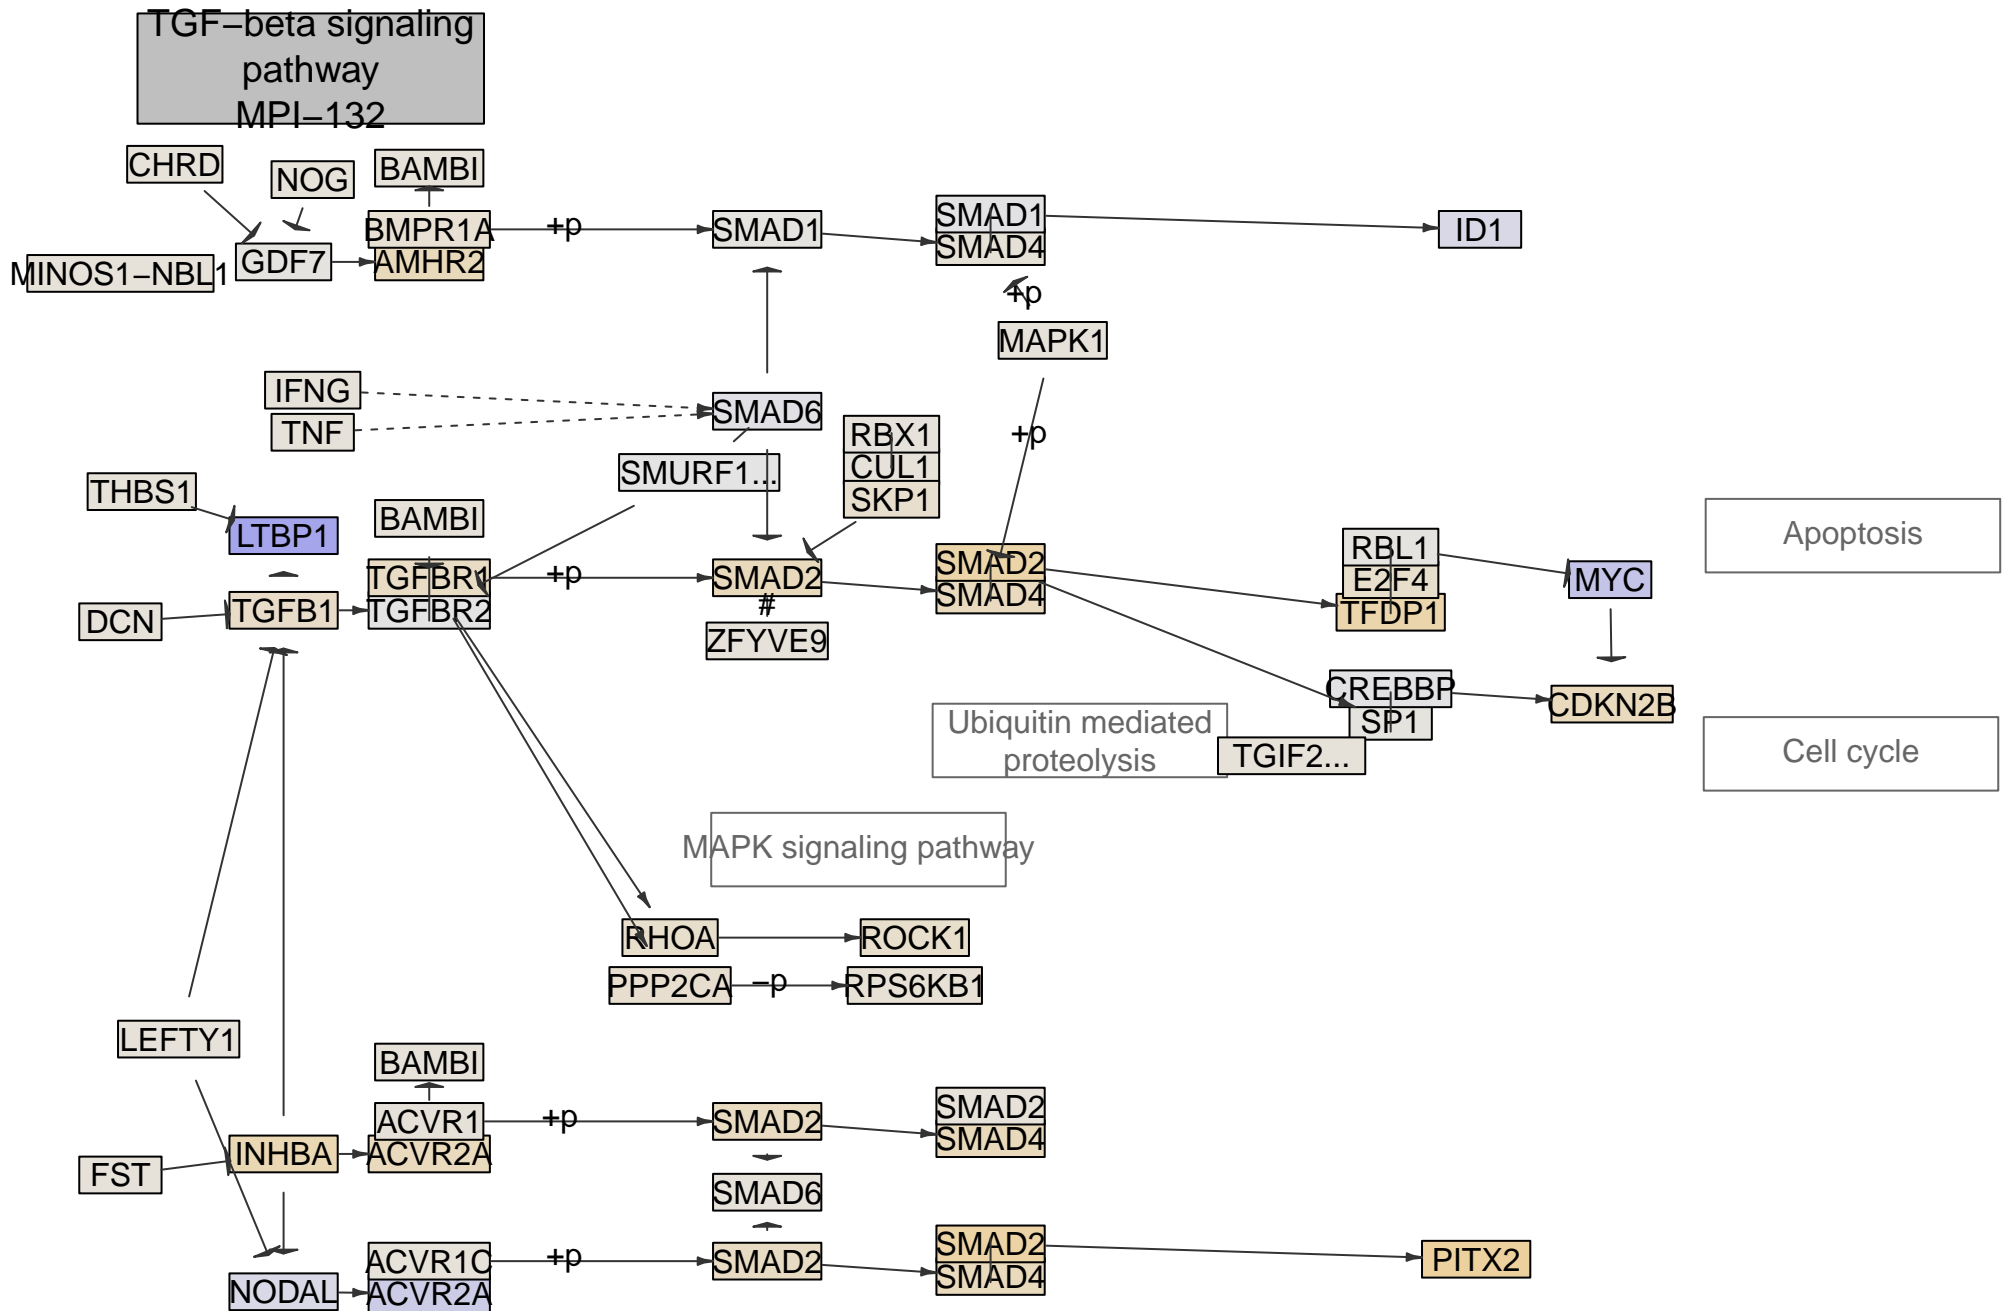 TGF−beta signaling
pathway
MPI−132
CHRD
NOG
BAMBI
BMPR1A
+p
SMAD1
SMAD1
SMAD4
ID1
MINOS1−NBL1
GDF7
AMHR2
+p
MAPK1
IFNG
TNF
SMAD6
RBX1
CUL1
SKP1
+p
SMURF1...
THBS1
LTBP1
BAMBI
TGFBR1
TGFBR2
+p
SMAD2
#
ZFYVE9
SMAD2
SMAD4
RBL1
E2F4
TFDP1
MYC
Apoptosis
DCN
TGFB1
CREBBP
SP1
TGIF2...
CDKN2B
Ubiquitin mediated
proteolysis
Cell cycle
MAPK signaling pathway
RHOA
ROCK1
PPP2CA
−p
RPS6KB1
LEFTY1
BAMBI
ACVR1
ACVR2A
+p
SMAD2
SMAD2
SMAD4
FST
INHBA
SMAD6
ACVR1C
ACVR2A
+p
SMAD2
SMAD2
SMAD4
PITX2
NODAL